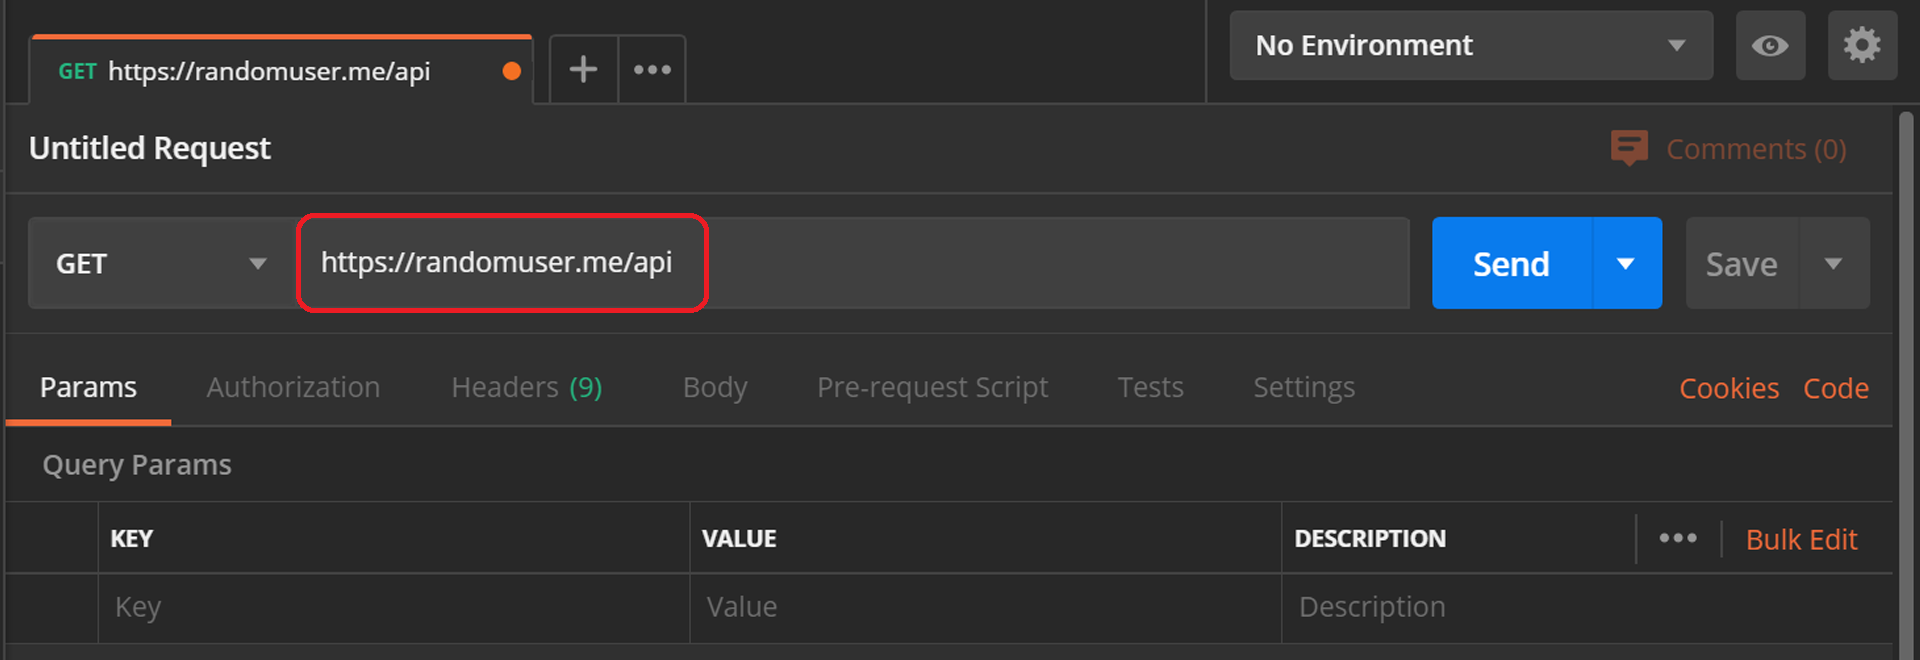 GET https://randomuser.me/api
No Environment
Untitled Request
Comments (0)
GET https://randomuser.me/api Send Save
Params Authorization Headers (9) Body Pre-request Script Tests Settings Cookies Code
Query Params
KEY VALUE DESCRIPTION Bulk Edit
Key Value Description